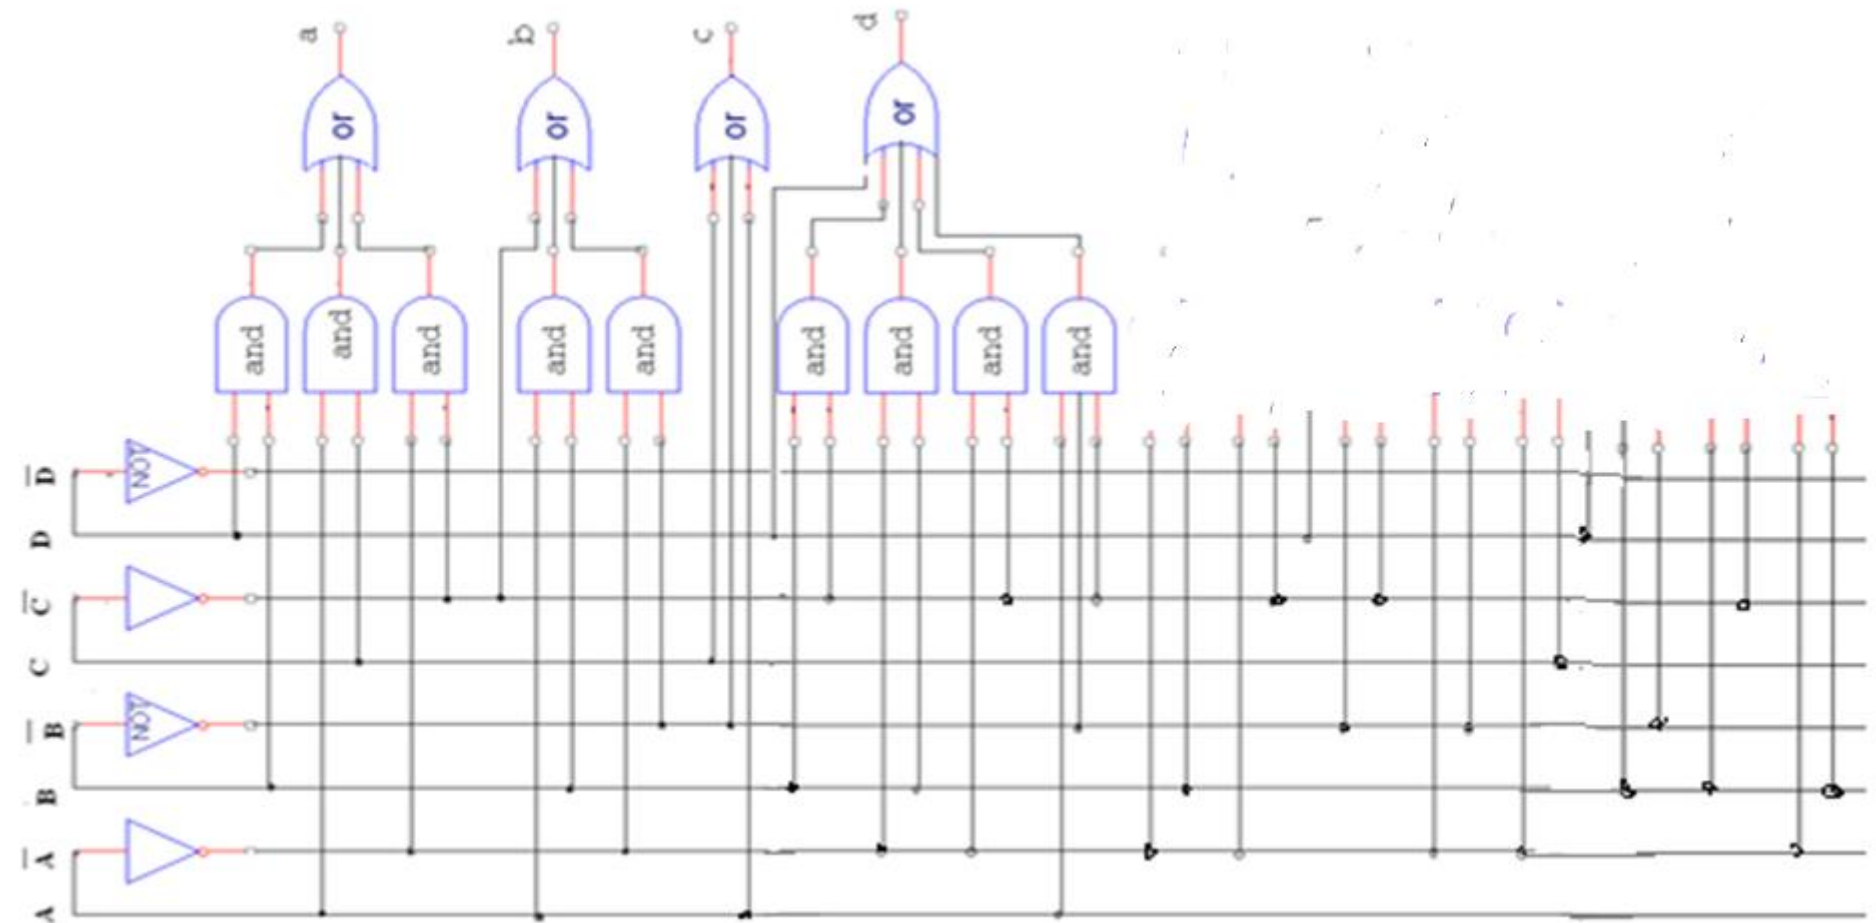 a b c d
or or or or
and and and and and and and and and
D̅ NOT
D
C̅
C
B̅ NOT
B
A̅
A